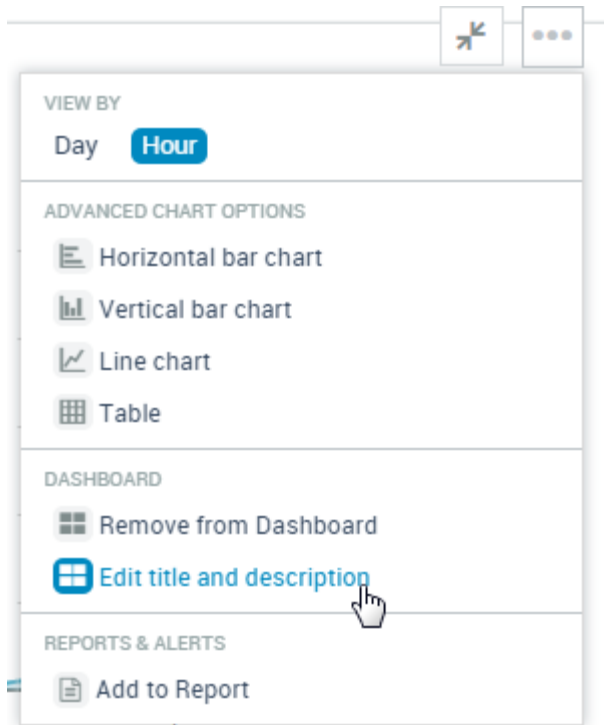 VIEW BY
Day Hour
ADVANCED CHART OPTIONS
Horizontal bar chart
Vertical bar chart
Line chart
Table
DASHBOARD
Remove from Dashboard
Edit title and description
REPORTS & ALERTS
Add to Report